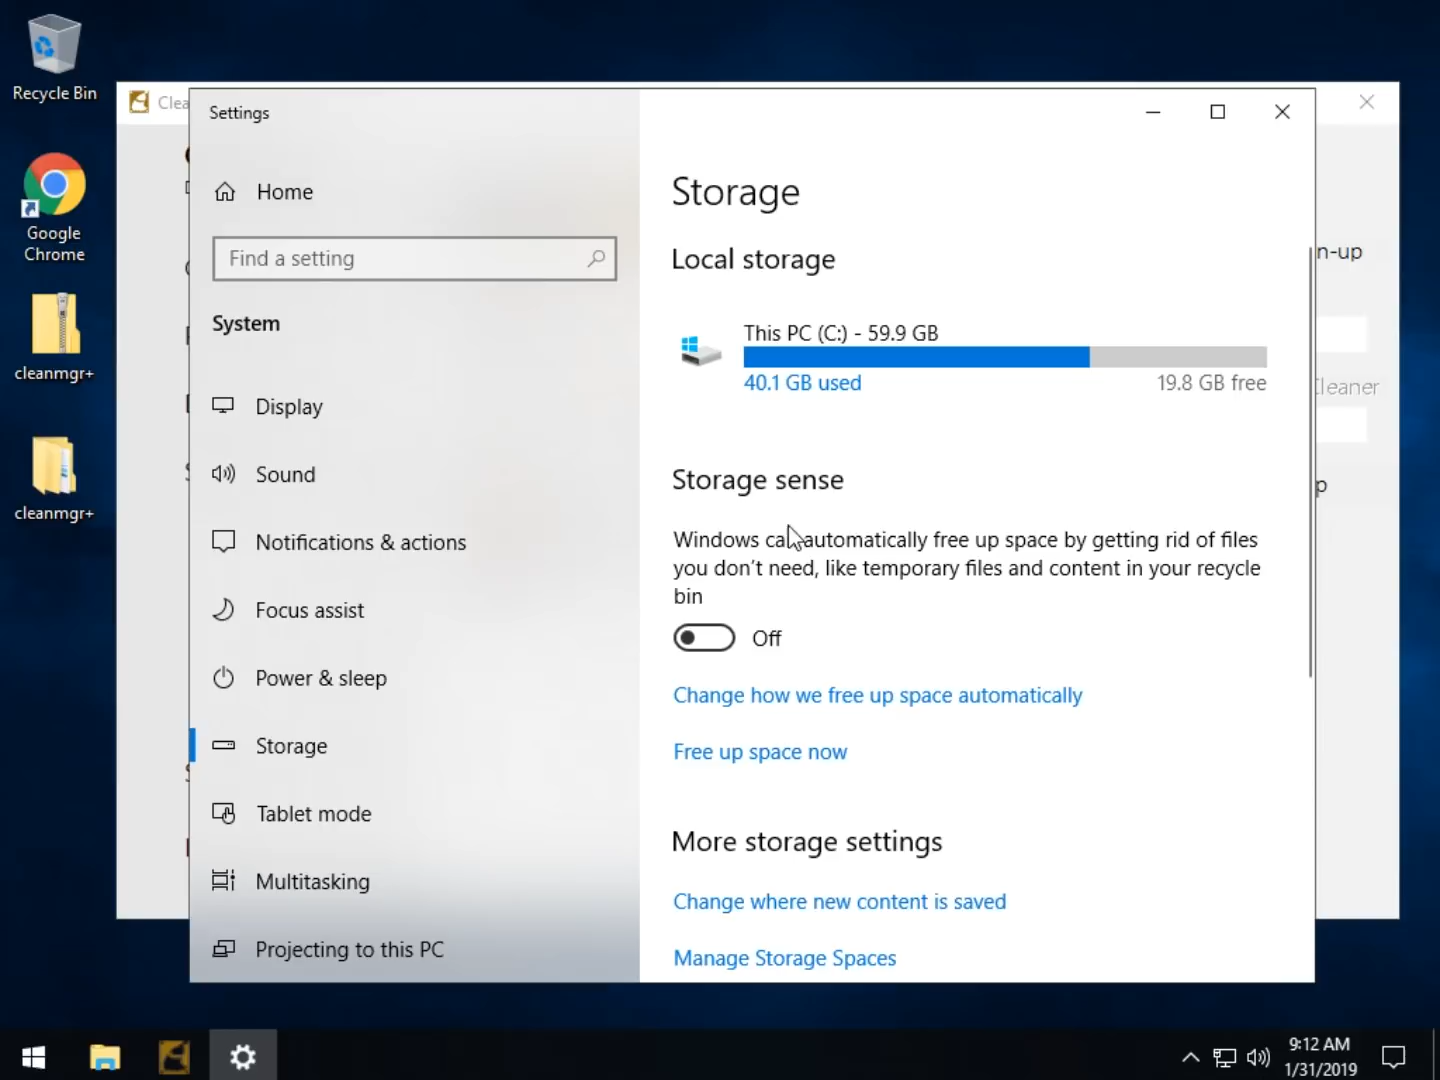 Recycle Bin
Google
Chrome
cleanmgr+
cleanmgr+
Clea
Settings
Home
Find a setting
System
Display
Sound
Notifications & actions
Focus assist
Power & sleep
Storage
Tablet mode
Multitasking
Projecting to this PC
Storage
Local storage
This PC (C:) - 59.9 GB
40.1 GB used
19.8 GB free
Storage sense
Windows can automatically free up space by getting rid of files
you don't need, like temporary files and content in your recycle
bin
Off
Change how we free up space automatically
Free up space now
More storage settings
Change where new content is saved
Manage Storage Spaces
n-up
Cleaner
p
9:12 AM
1/31/2019